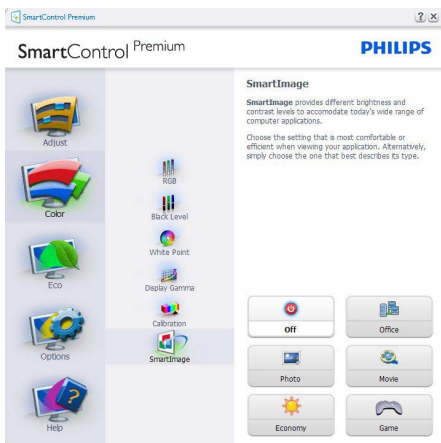 SmartControl Premium
SmartControl Premium
PHILIPS
Adjust
Color
Eco
Options
Help
RGB
Black Level
White Point
Display Gamma
Calibration
SmartImage
SmartImage
SmartImage provides different brightness and
contrast levels to accomodate today's wide range of
computer applications.
Choose the setting that is most comfortable or
efficient when viewing your application. Alternatively,
simply choose the one that best describes its type.
Off
Office
Photo
Movie
Economy
Game